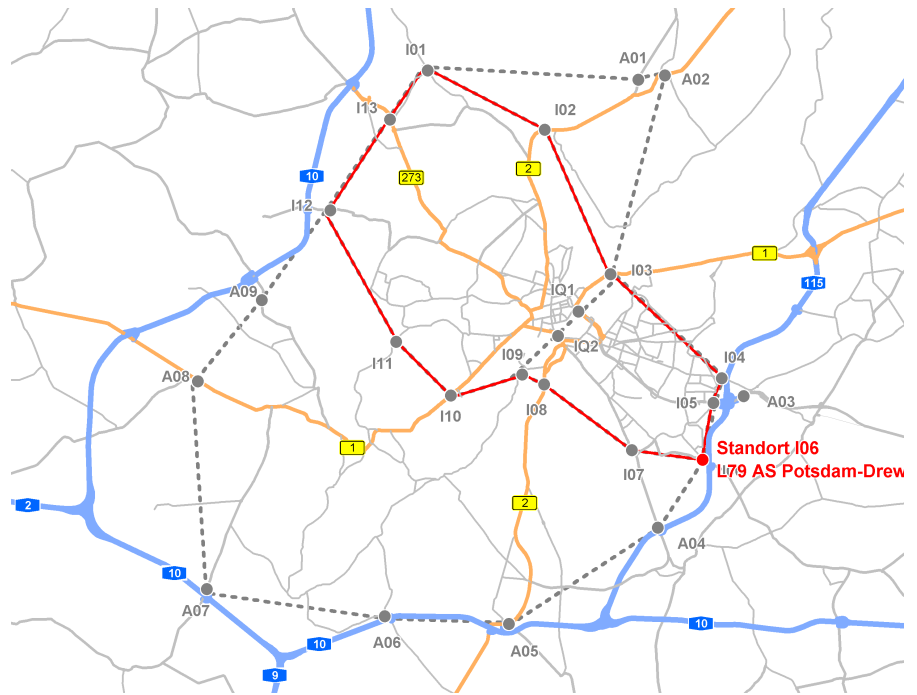 I01
A01
A02
I13
I02
2
273
10
I12
1
I03
115
A09
IQ1
IQ2
I11
I09
I04
A08
I08
I05
A03
I10
1
Standort I06
L79 AS Potsdam-Drew
I07
2
2
A04
10
A07
10
A06
A05
10
9